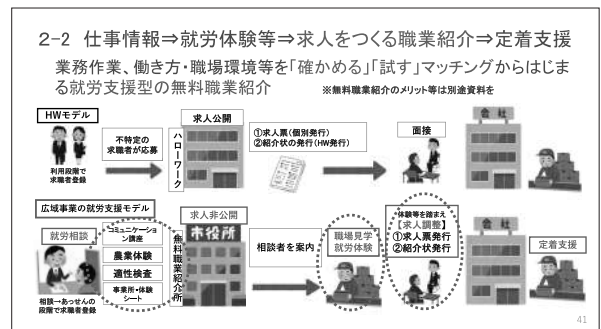 2-2 仕事情報⇒就労体験等⇒求人をつくる職業紹介⇒定着支援
業務作業、働き方・職場環境等を「確かめる」「試す」マッチングからはじま
る就労支援型の無料職業紹介
※無料職業紹介のメリット等は別途資料を
HWモデル
利用段階で
求職者登録
不特定の
求職者が応募
求人公開
ハローワーク
①求人票(個別発行)
②紹介状の発行(HW発行)
面接
会社
広域事業の就労支援モデル
就労相談
相談→あっせんの
段階で求職者登録
コミュニケーショ
ン講座
農業体験
適性検査
事業所・体験
シート
無料職業紹介所
求人非公開
市役所
相談者を案内
職場見学
就労体験
体験等を踏まえ
【求人調整】
①求人票発行
②紹介状発行
会社
定着支援
41